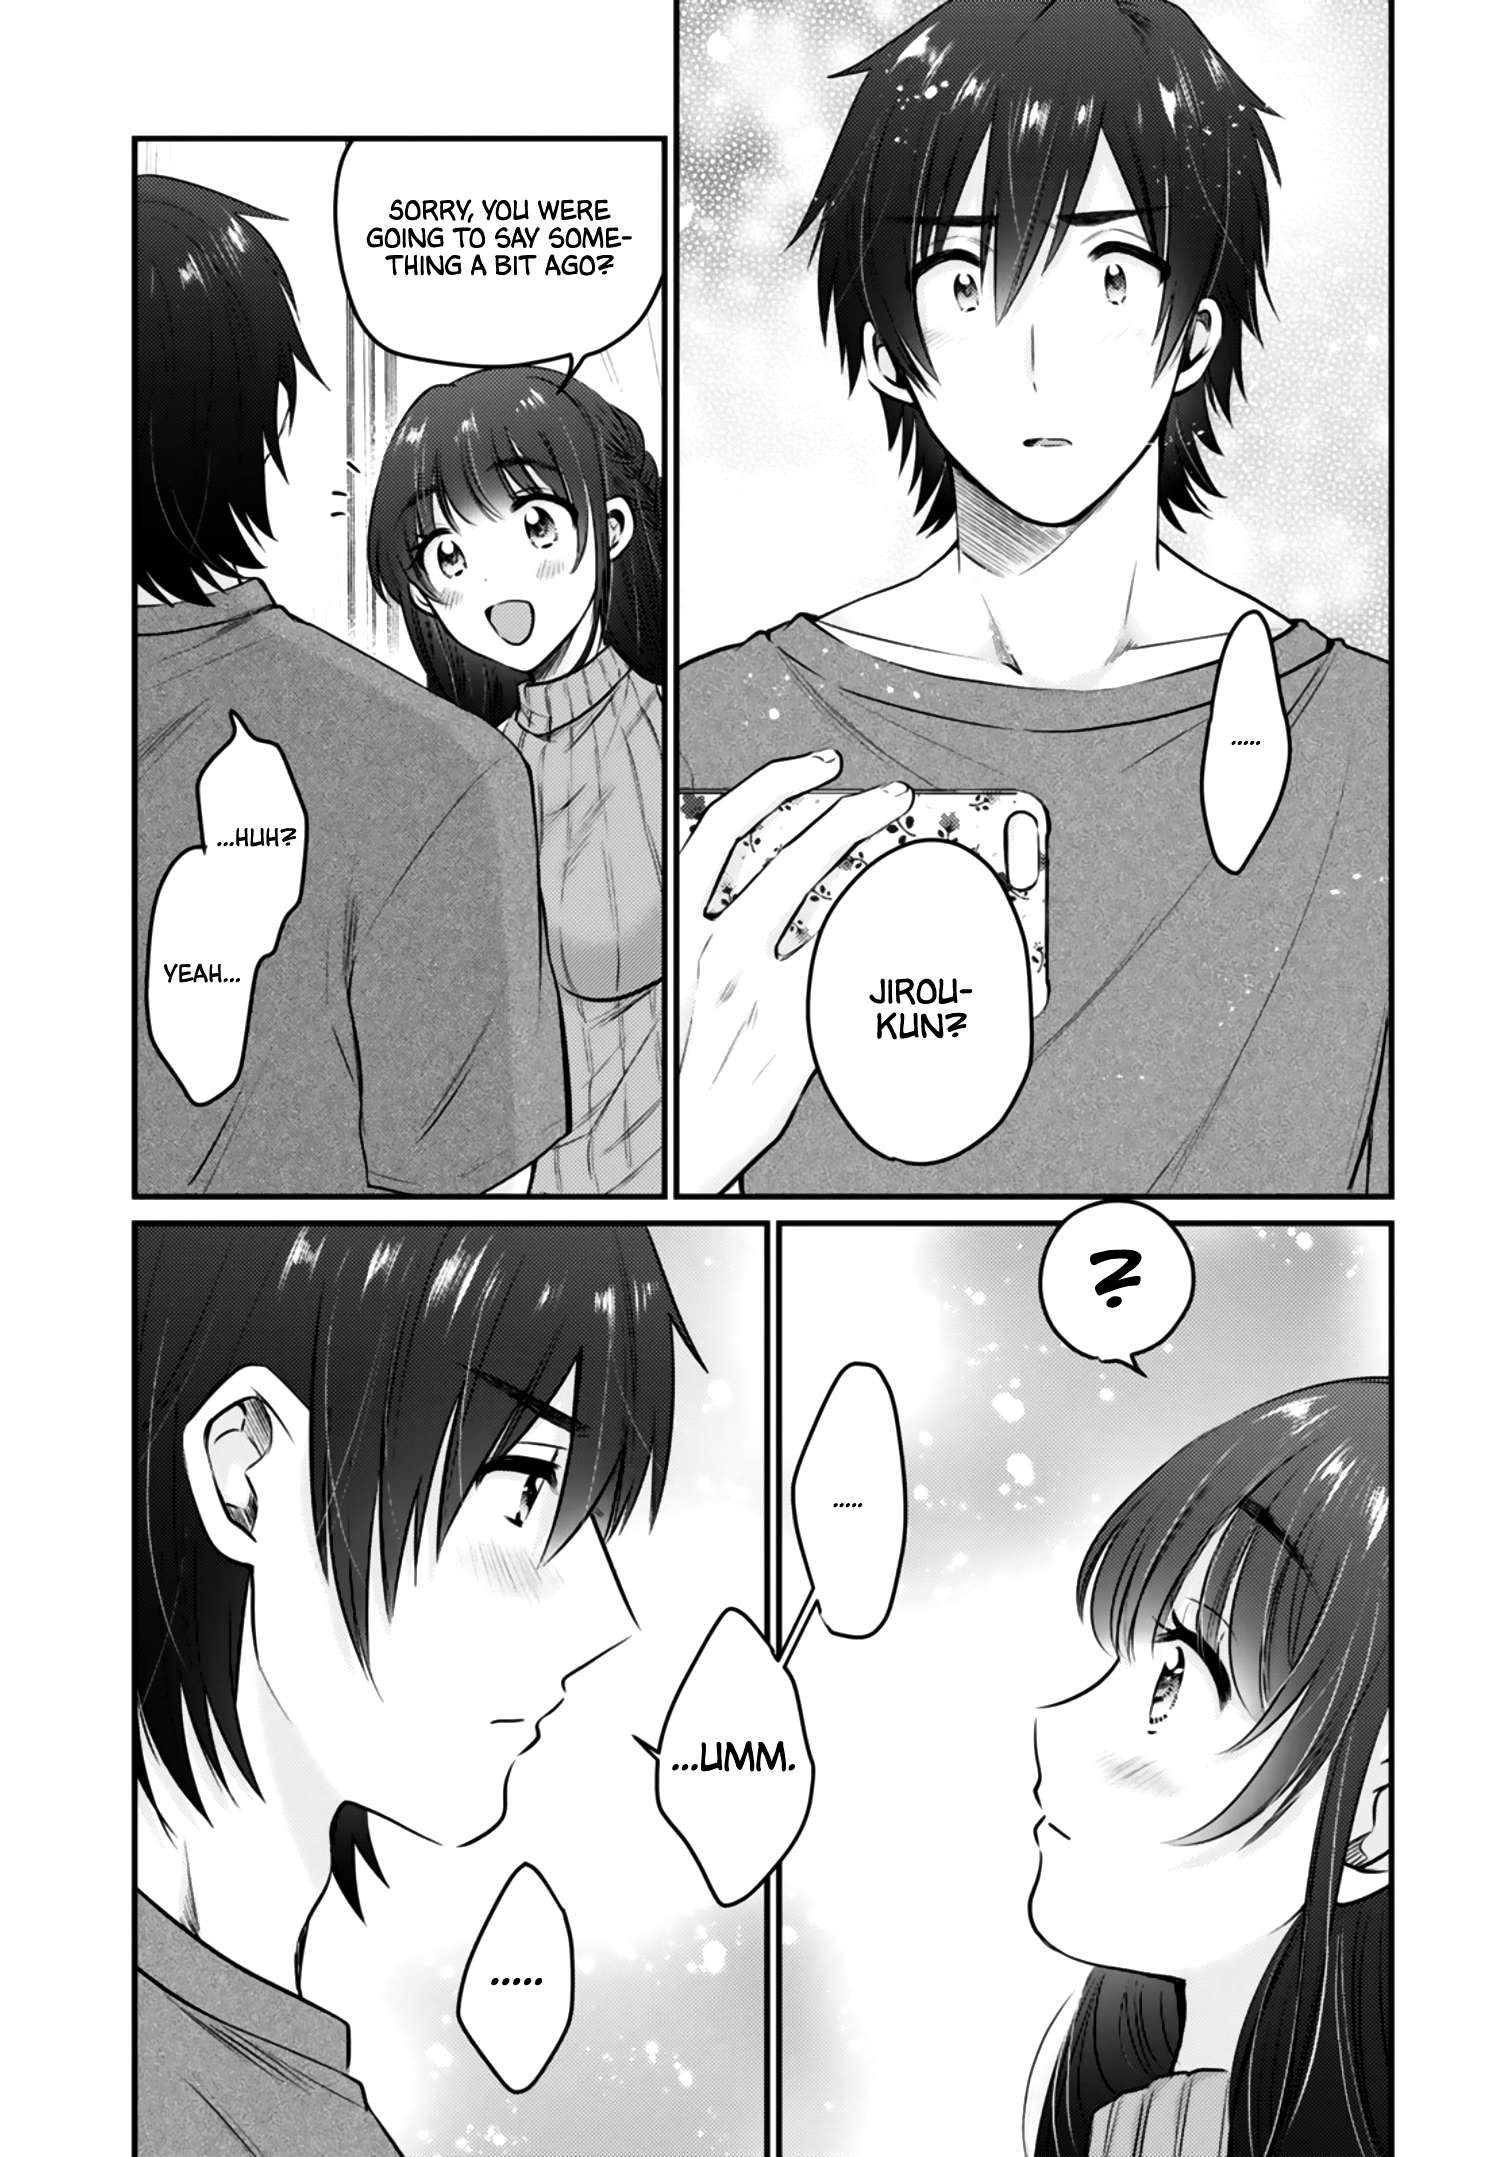 .....
JIROU-
KUN?
SORRY, YOU WERE
GOING TO SAY SOME-
THING A BIT AGO?
...HUH?
YEAH...
?
.....
...UMM.
.....